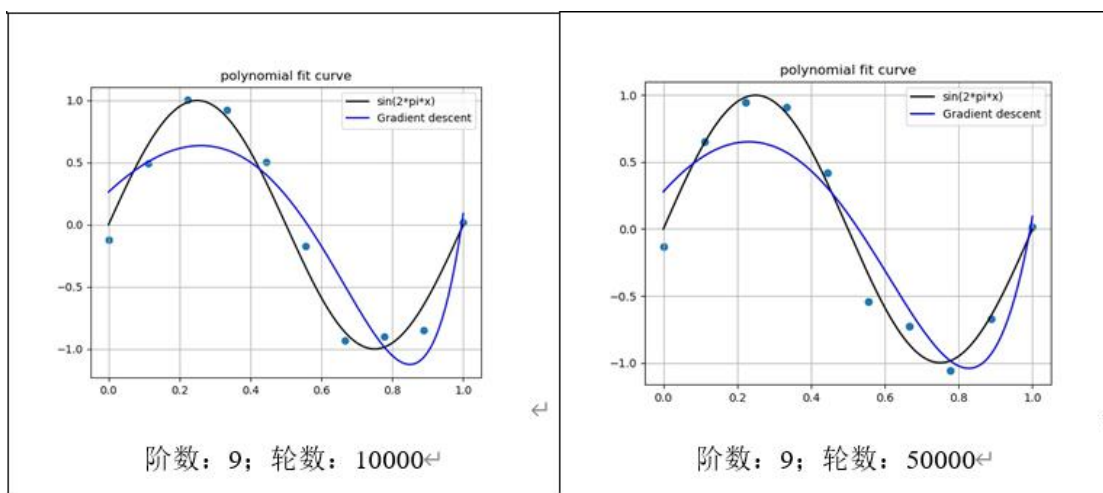 polynomial fit curve
sin(2*pi*x)
Gradient descent
1.0
0.5
0.0
−0.5
−1.0
0.0 0.2 0.4 0.6 0.8 1.0
阶数：9；轮数：10000↵
polynomial fit curve
sin(2*pi*x)
Gradient descent
1.0
0.5
0.0
−0.5
−1.0
0.0 0.2 0.4 0.6 0.8 1.0
阶数：9；轮数：50000↵